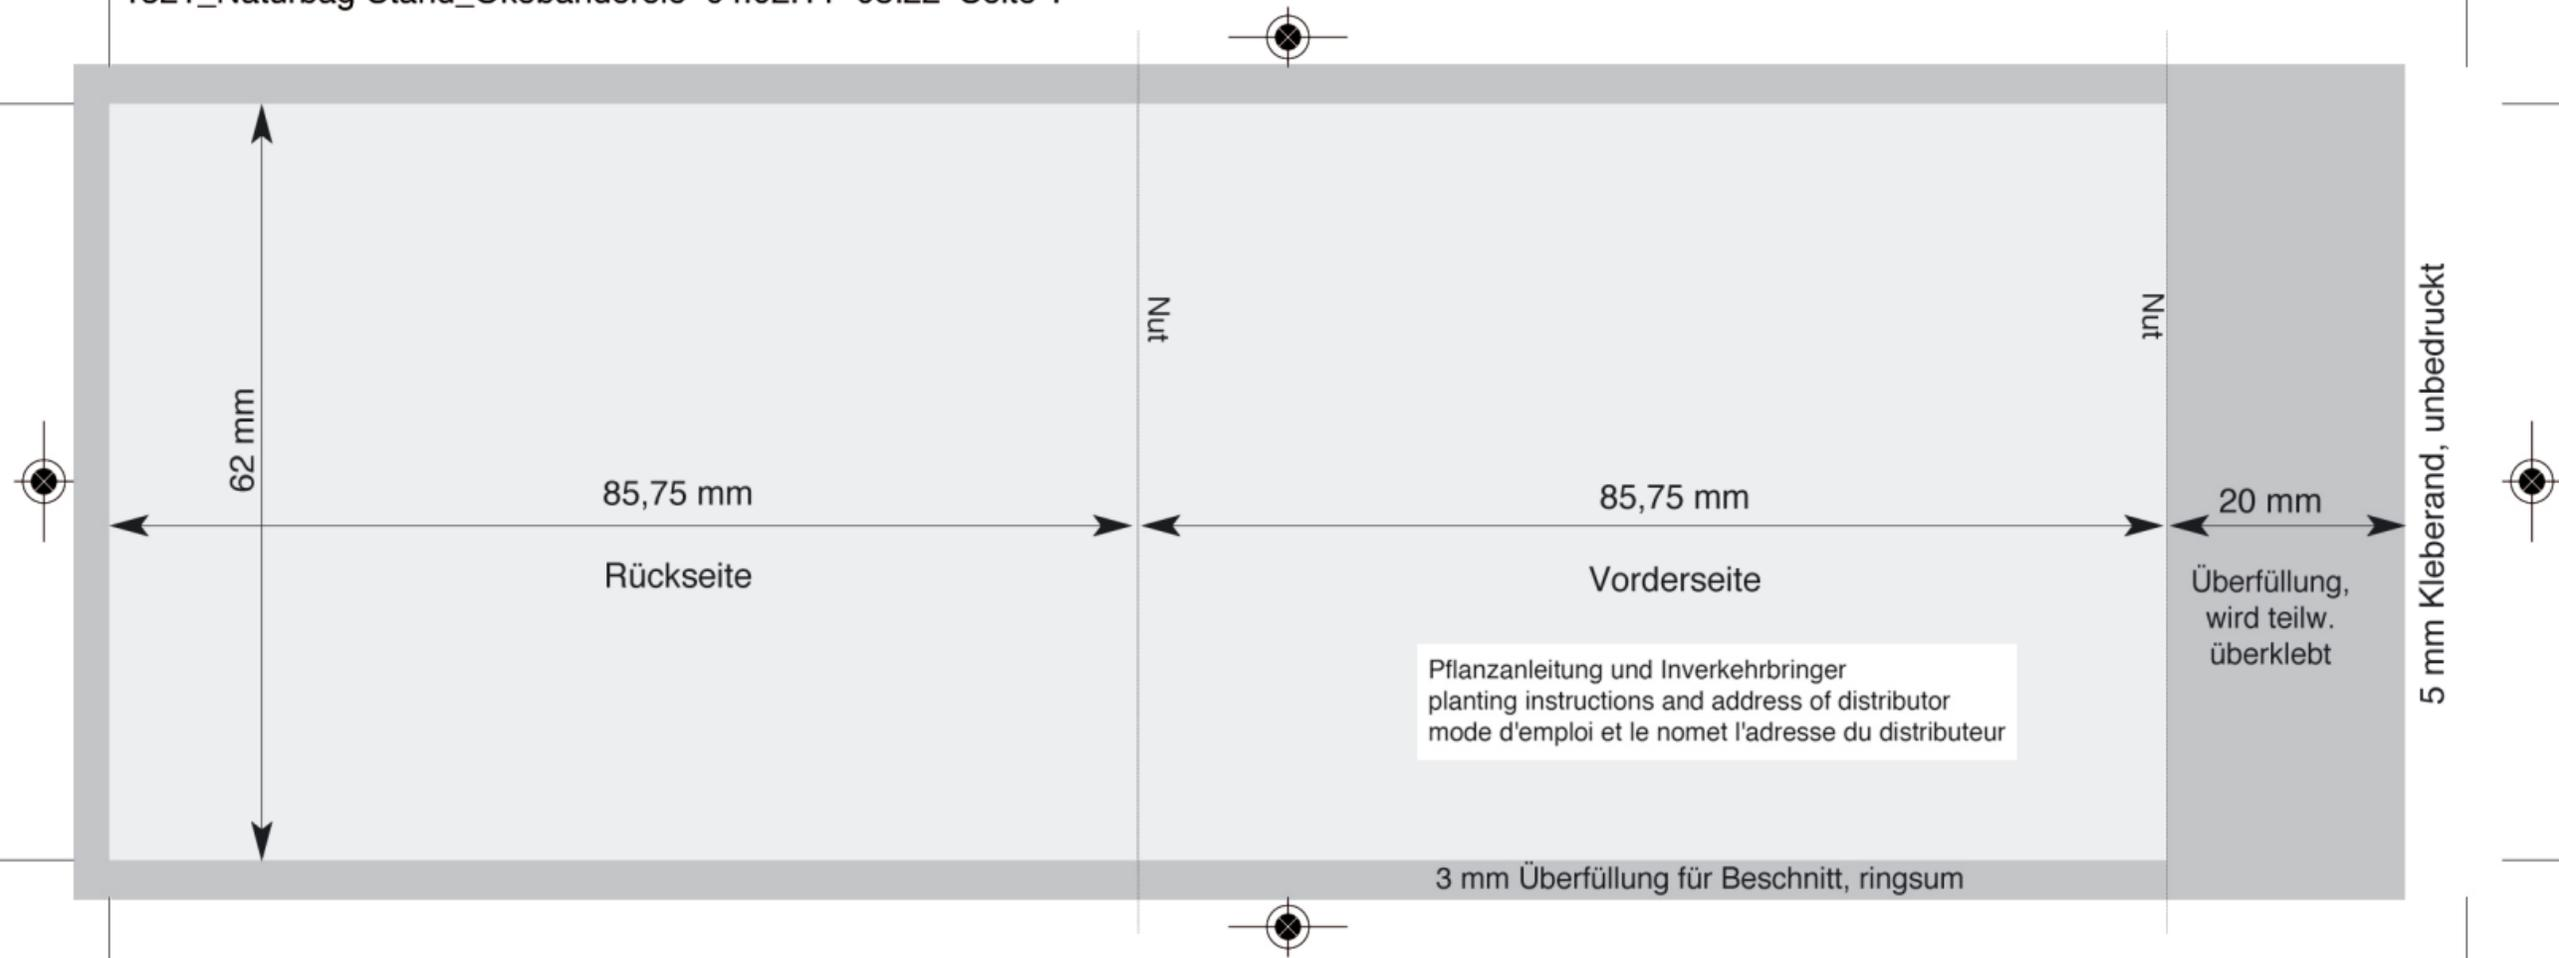 Nut
Nut
62 mm
85,75 mm
Rückseite
85,75 mm
Vorderseite
20 mm
Überfüllung,
wird teilw.
überklebt
5 mm Kleberand, unbedruckt
Pflanzanleitung und Inverkehrbringer
planting instructions and address of distributor
mode d'emploi et le nomet l'adresse du distributeur
3 mm Überfüllung für Beschnitt, ringsum